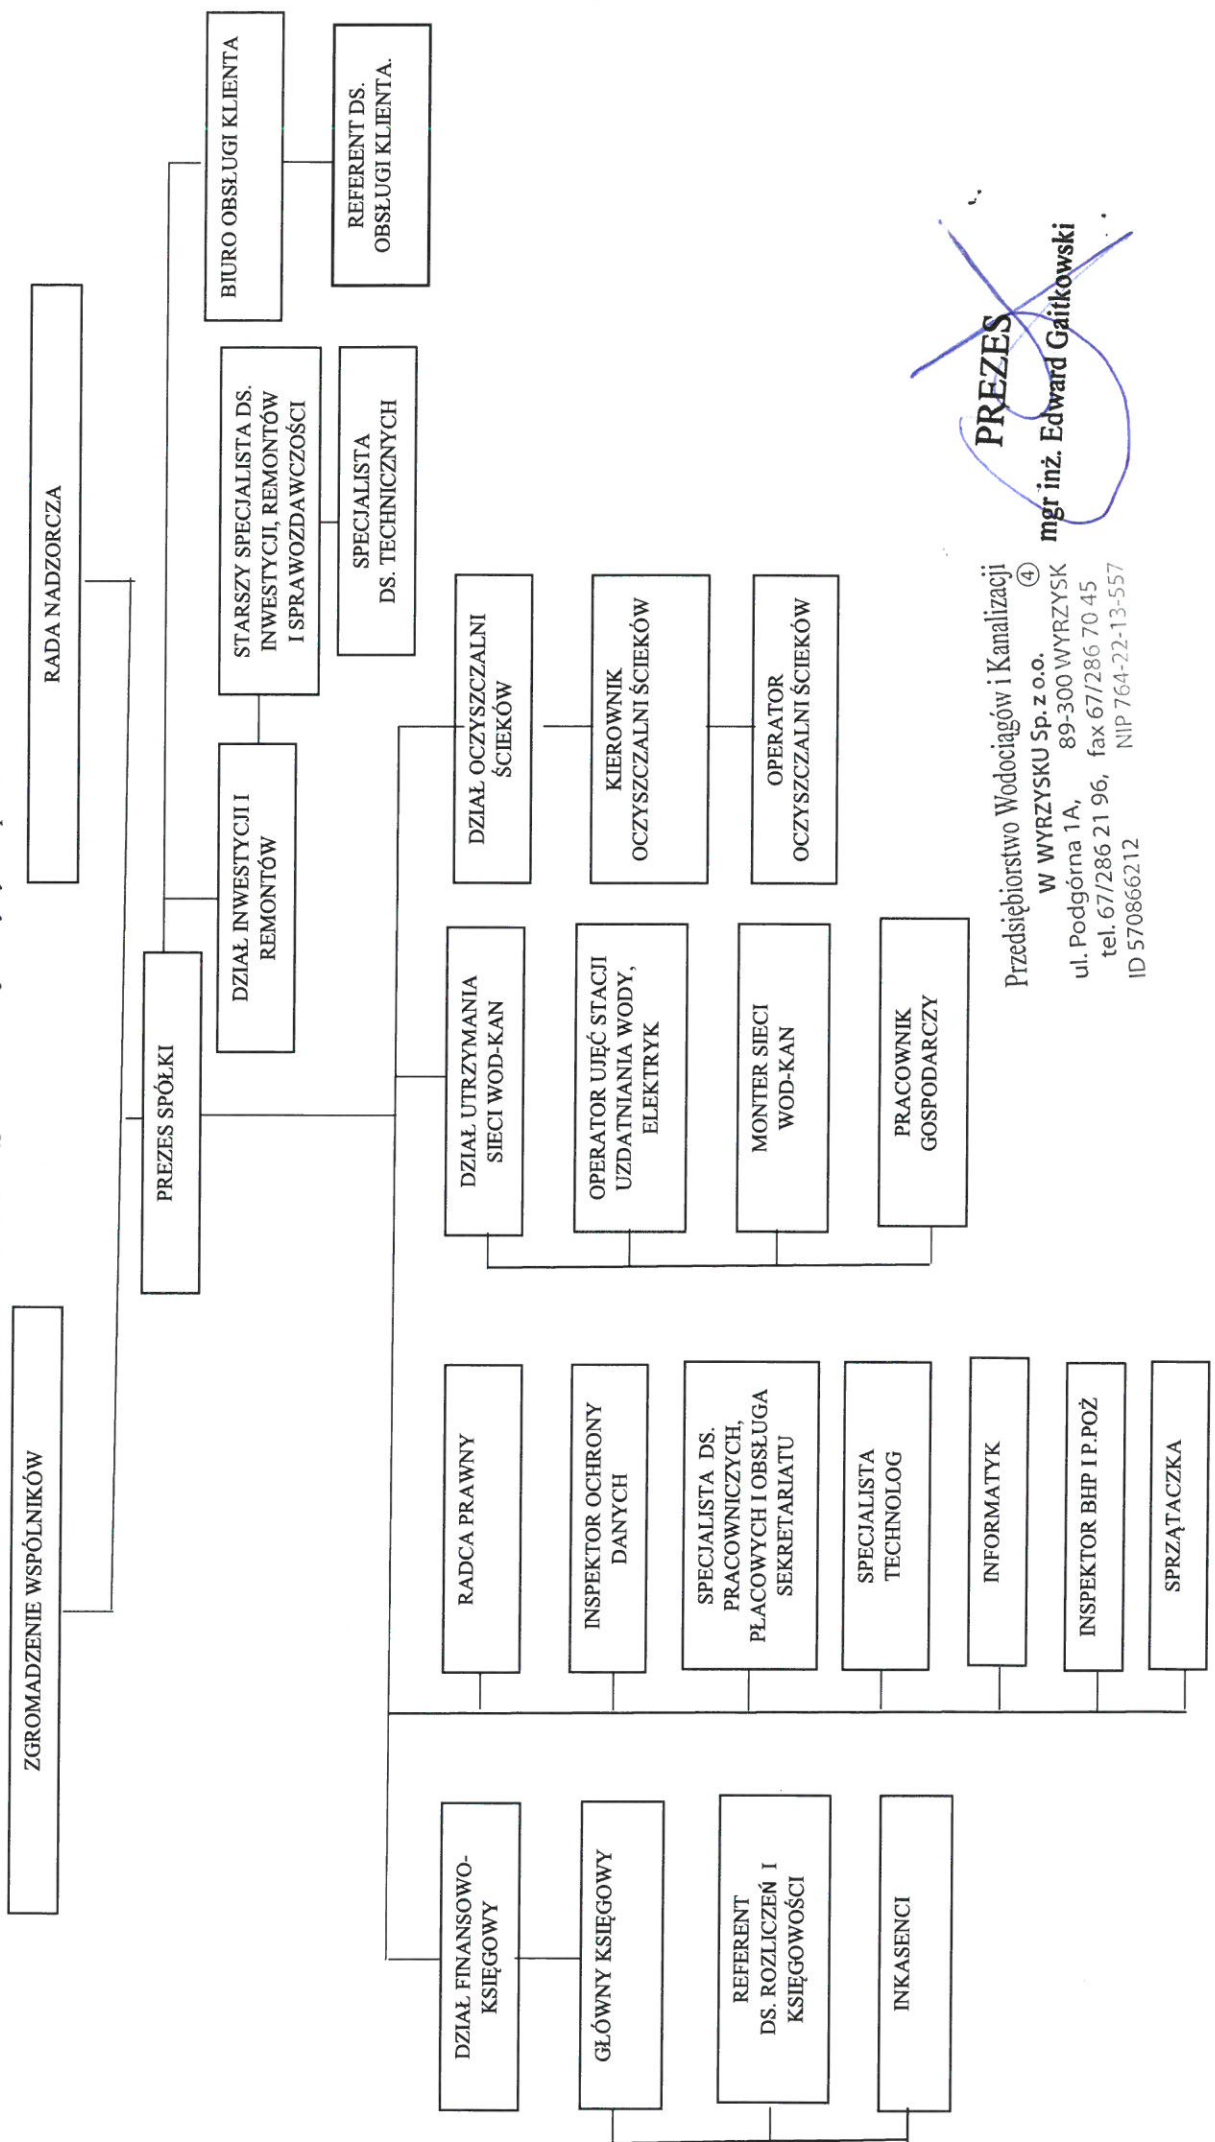 ZGROMADZENIE WSPÓLNIKÓW
RADA NADZORCZA
PREZES SPÓŁKI
DZIAŁ INWESTYCJI I
REMONTÓW
STARSZY SPECJALISTA DS.
INWESTYCJI, REMONTÓW
I SPRAWOZDAWCZOŚCI
SPECJALISTA
DS. TECHNICZNYCH
BIURO OBSŁUGI KLIENTA
REFERENT DS.
OBSŁUGI KLIENTA.
DZIAŁ FINANSOWO-
KSIĘGOWY
GŁÓWNY KSIĘGOWY
REFERENT
DS. ROZLICZEŃ I
KSIĘGOWOŚCI
INKASENCI
RADCA PRAWNY
INSPEKTOR OCHRONY
DANYCH
SPECJALISTA DS.
PRACOWNICZYCH,
PŁACOWYCH I OBSŁUGA
SEKRETARIATU
SPECJALISTA
TECHNOLOG
INFORMATYK
INSPEKTOR BHP I P.POŻ
SPRZĄTACZKA
DZIAŁ UTRZYMANIA
SIECI WOD-KAN
OPERATOR UJĘĆ STACJI
UZDATNIANIA WODY,
ELEKTRYK
MONTER SIECI
WOD-KAN
PRACOWNIK
GOSPODARCZY
DZIAŁ OCZYSZCZALNI
ŚCIEKÓW
KIEROWNIK
OCZYSZCZALNI ŚCIEKÓW
OPERATOR
OCZYSZCZALNI ŚCIEKÓW
Przedsiębiorstwo Wodociągów i Kanalizacji
W WYRZYSKU Sp. z o.o. ④
ul. Podgórna 1A, 89-300 WYRZYSK
tel. 67/286 21 96, fax 67/286 70 45
ID 570866212 NIP 764-22-13-557
PREZES
mgr inż. Edward Gaitkowski